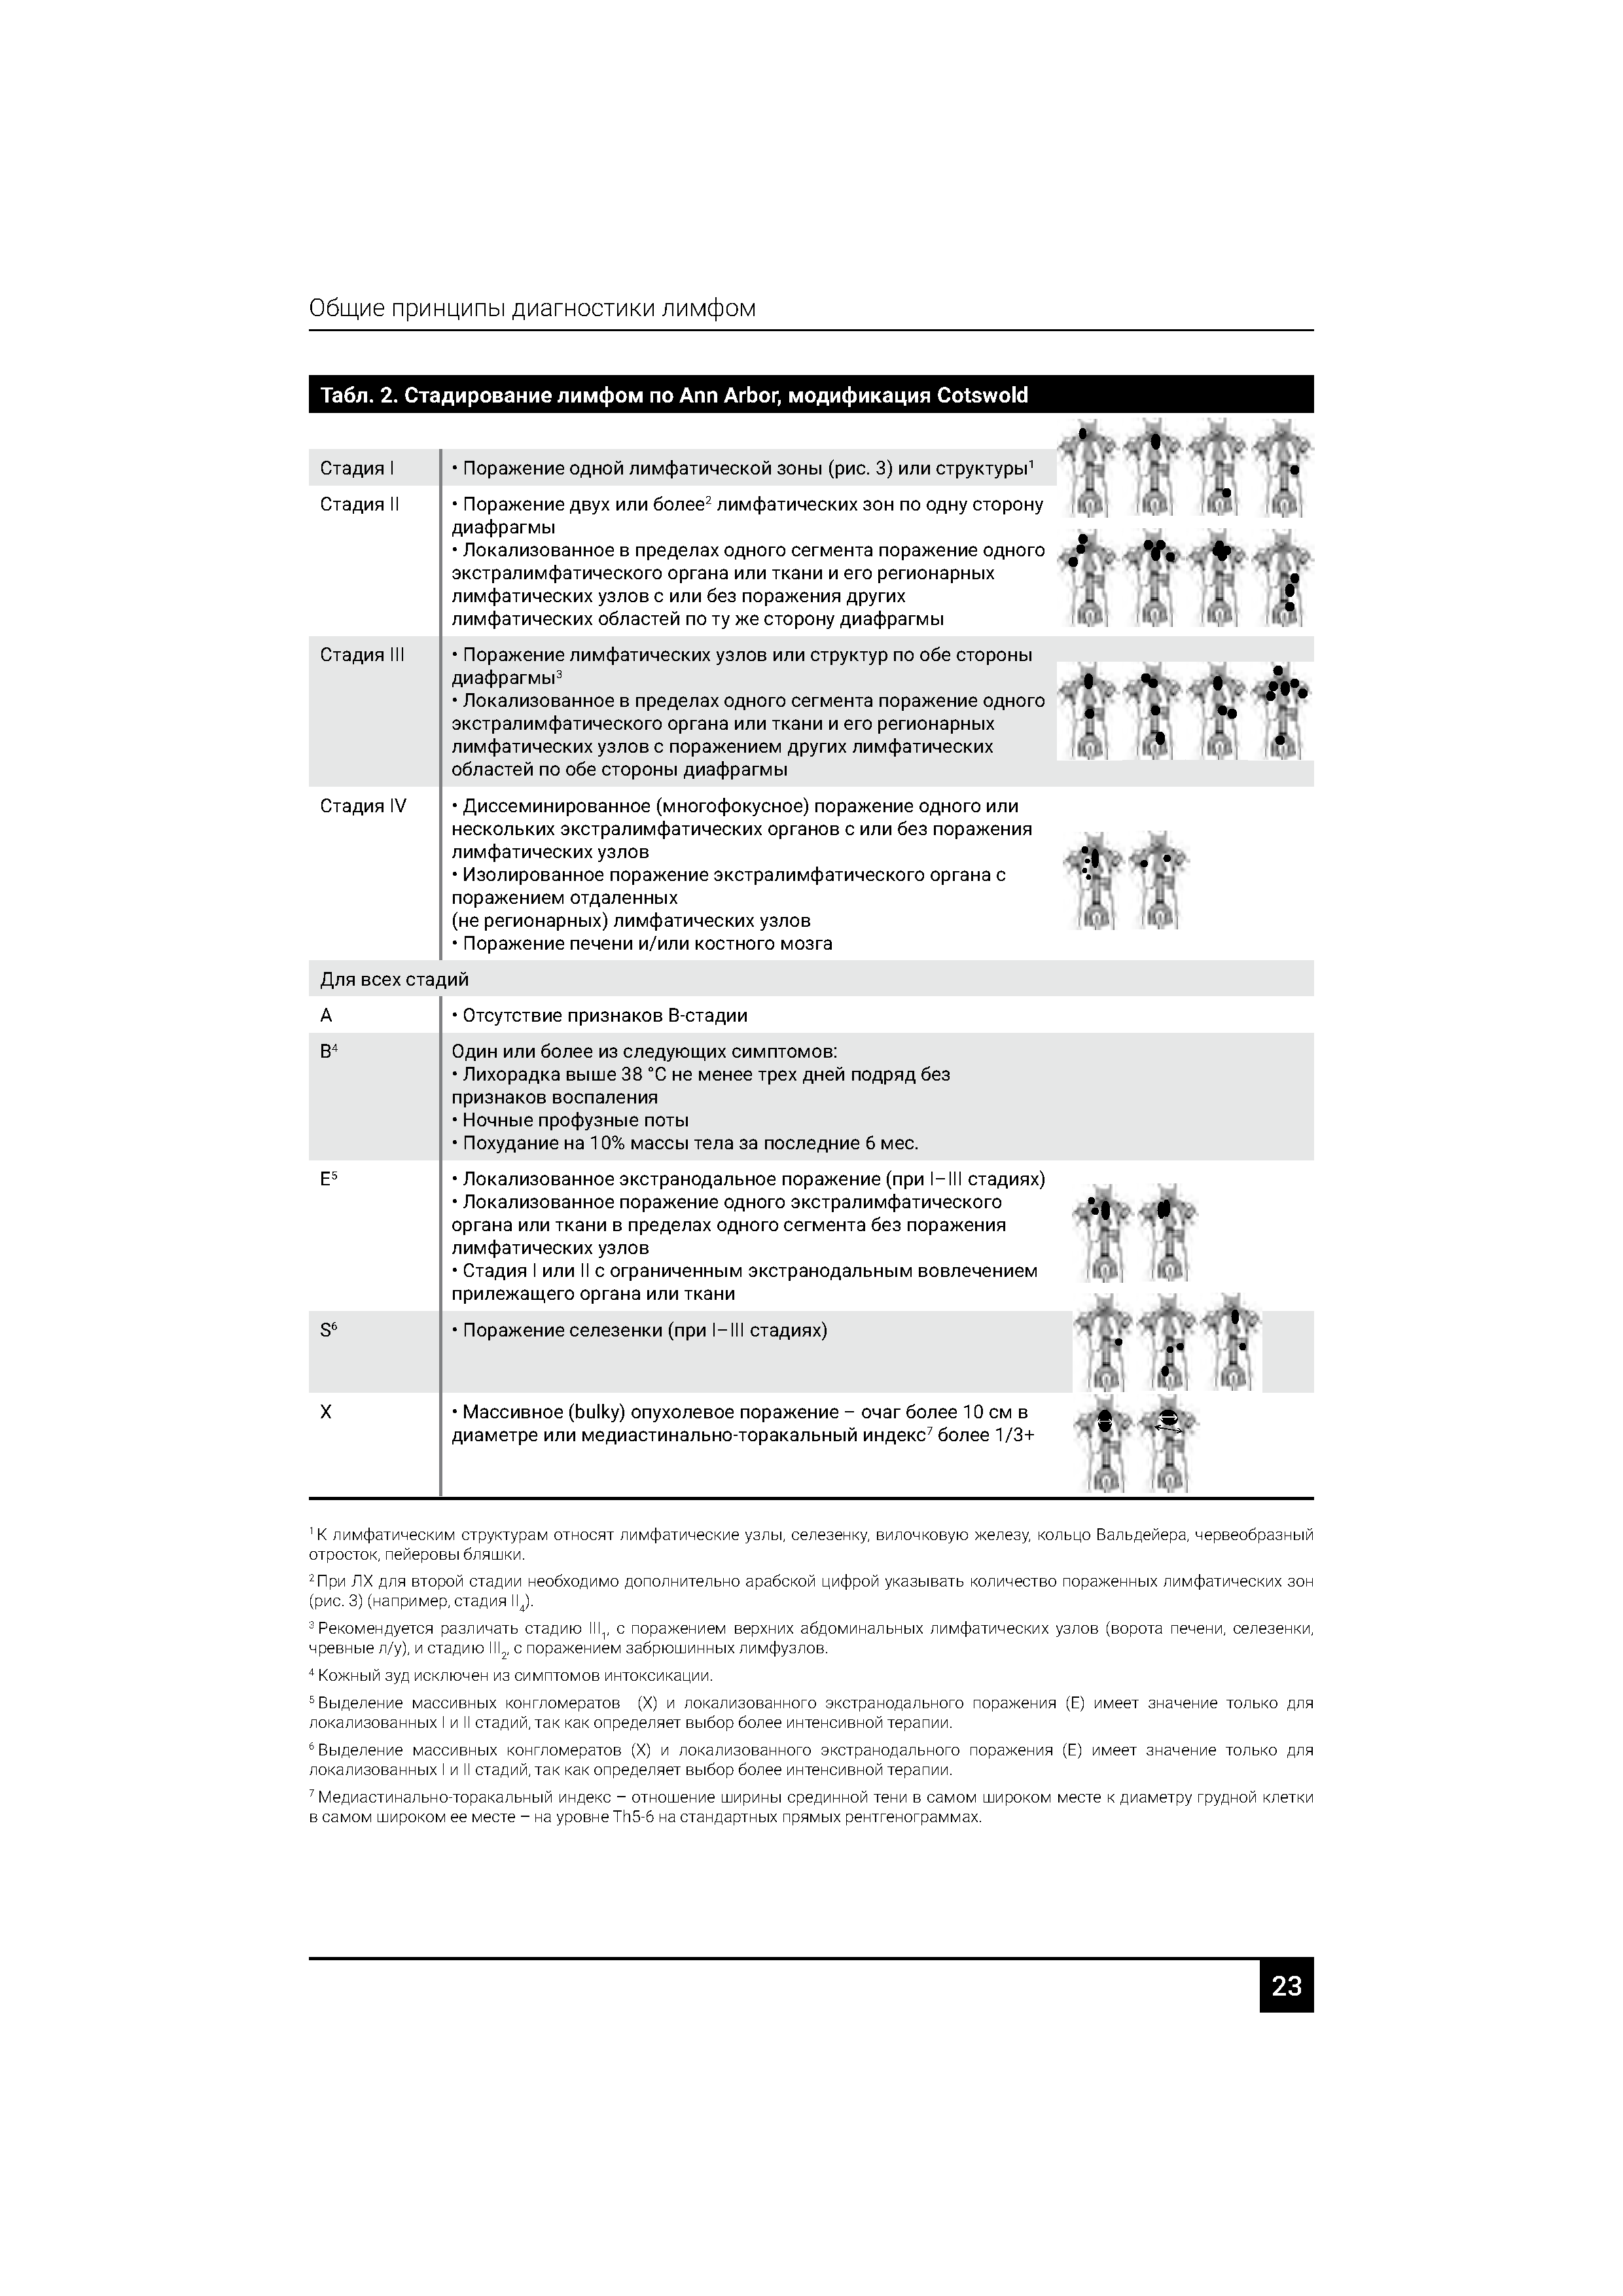 Общие принципы диагностики лимфом
Табл. 2. Стадирование лимфом по Ann Arbor, модификация Cotswold
Стадия I
• Поражение одной лимфатической зоны (рис. 3) или структуры¹
Стадия II
• Поражение двух или более² лимфатических зон по одну сторону
диафрагмы
• Локализованное в пределах одного сегмента поражение одного
экстралимфатического органа или ткани и его регионарных
лимфатических узлов с или без поражения других
лимфатических областей по ту же сторону диафрагмы
Стадия III
• Поражение лимфатических узлов или структур по обе стороны
диафрагмы³
• Локализованное в пределах одного сегмента поражение одного
экстралимфатического органа или ткани и его регионарных
лимфатических узлов с поражением других лимфатических
областей по обе стороны диафрагмы
Стадия IV
• Диссеминированное (многофокусное) поражение одного или
нескольких экстралимфатических органов с или без поражения
лимфатических узлов
• Изолированное поражение экстралимфатического органа с
поражением отдаленных
(не регионарных) лимфатических узлов
• Поражение печени и/или костного мозга
Для всех стадий
A
• Отсутствие признаков В-стадии
B⁴
Один или более из следующих симптомов:
• Лихорадка выше 38 °С не менее трех дней подряд без
признаков воспаления
• Ночные профузные поты
• Похудание на 10% массы тела за последние 6 мес.
E⁵
• Локализованное экстранодальное поражение (при I–III стадиях)
• Локализованное поражение одного экстралимфатического
органа или ткани в пределах одного сегмента без поражения
лимфатических узлов
• Стадия I или II с ограниченным экстранодальным вовлечением
прилежащего органа или ткани
S⁶
• Поражение селезенки (при I–III стадиях)
X
• Массивное (bulky) опухолевое поражение – очаг более 10 см в
диаметре или медиастинально-торакальный индекс⁷ более 1/3+
¹ К лимфатическим структурам относят лимфатические узлы, селезенку, вилочковую железу, кольцо Вальдейера, червеобразный
отросток, пейеровы бляшки.
² При ЛХ для второй стадии необходимо дополнительно арабской цифрой указывать количество пораженных лимфатических зон
(рис. 3) (например, стадия II₄).
³ Рекомендуется различать стадию III₁, с поражением верхних абдоминальных лимфатических узлов (ворота печени, селезенки,
чревные л/у), и стадию III₂, с поражением забрюшинных лимфузлов.
⁴ Кожный зуд исключен из симптомов интоксикации.
⁵ Выделение массивных конгломератов (X) и локализованного экстранодального поражения (E) имеет значение только для
локализованных I и II стадий, так как определяет выбор более интенсивной терапии.
⁶ Выделение массивных конгломератов (X) и локализованного экстранодального поражения (E) имеет значение только для
локализованных I и II стадий, так как определяет выбор более интенсивной терапии.
⁷ Медиастинально-торакальный индекс – отношение ширины срединной тени в самом широком месте к диаметру грудной клетки
в самом широком ее месте – на уровне Th5-6 на стандартных прямых рентгенограммах.
23